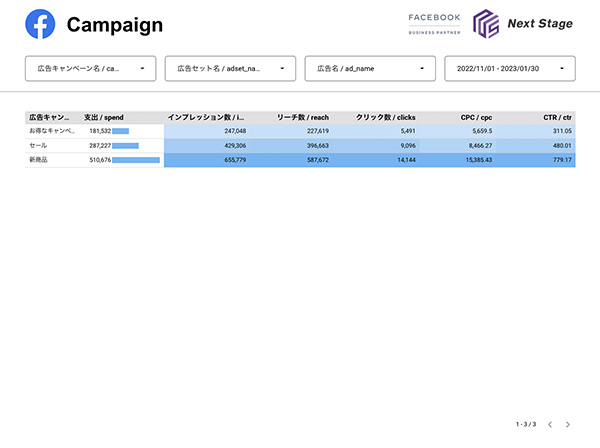 Campaign
FACEBOOK
BUSINESS PARTNER
Next Stage
広告キャンペーン名 / ca...
広告セット名 / adset_na...
広告名 / ad_name
2022/11/01 - 2023/01/30
広告キャン... 支出 / spend インプレッション数 / i... リーチ数 / reach クリック数 / clicks CPC / cpc CTR / ctr
お得なキャンペ... 181,532 247,048 227,619 5,491 5,659.5 311.05
セール 287,227 429,306 396,663 9,096 8,466.27 480.01
新商品 510,676 655,779 587,672 14,144 15,385.43 779.17
1 - 3 / 3